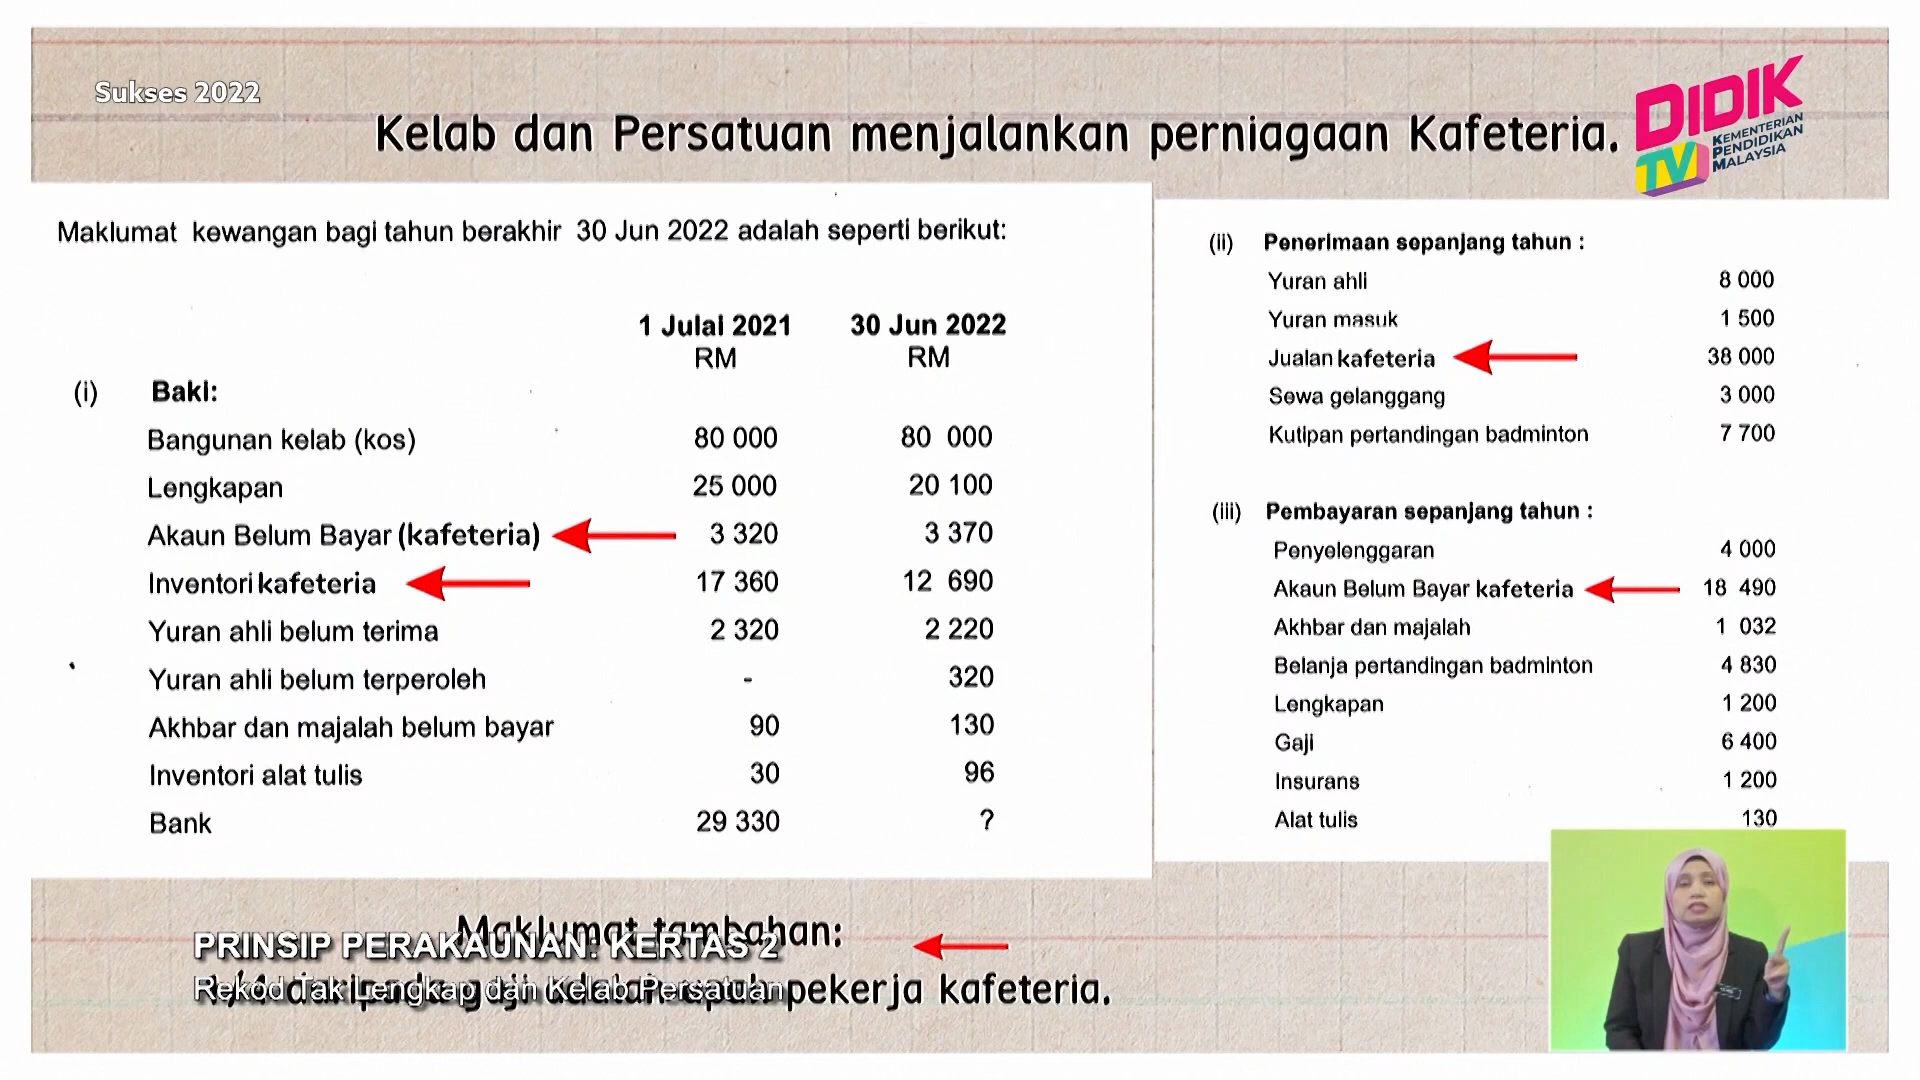 Sukses 2022
Kelab dan Persatuan menjalankan perniagaan Kafeteria.
DIDIK
TV
KEMENTERIAN
PENDIDIKAN
MALAYSIA
Maklumat kewangan bagi tahun berakhir 30 Jun 2022 adalah seperti berikut:
1 Julai 2021 30 Jun 2022
RM RM
(i) Baki:
Bangunan kelab (kos) 80 000 80 000
Lengkapan 25 000 20 100
Akaun Belum Bayar (kafeteria) 3 320 3 370
Inventori kafeteria 17 360 12 690
Yuran ahli belum terima 2 320 2 220
Yuran ahli belum terperoleh - 320
Akhbar dan majalah belum bayar 90 130
Inventori alat tulis 30 96
Bank 29 330 ?
(ii) Penerimaan sepanjang tahun :
Yuran ahli 8 000
Yuran masuk 1 500
Jualan kafeteria 38 000
Sewa gelanggang 3 000
Kutipan pertandingan badminton 7 700
(iii) Pembayaran sepanjang tahun :
Penyelenggaran 4 000
Akaun Belum Bayar kafeteria 18 490
Akhbar dan majalah 1 032
Belanja pertandingan badminton 4 830
Lengkapan 1 200
Gaji 6 400
Insurans 1 200
Alat tulis 130
Maklumat tambahan:
pekerja kafeteria.
PRINSIP PERAKAUNAN: KERTAS 2
Rekod Tak Lengkap dan Kelab Persatuan